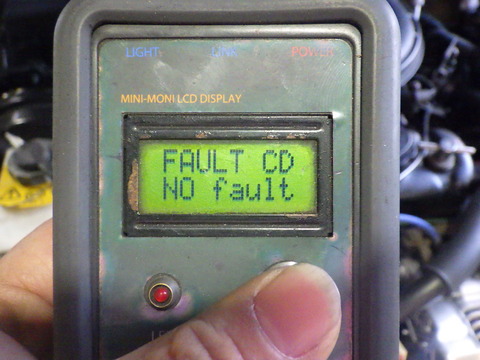 LIGHT LINK POWER
MINI-MONI LCD DISPLAY
FAULT CD
NO fault